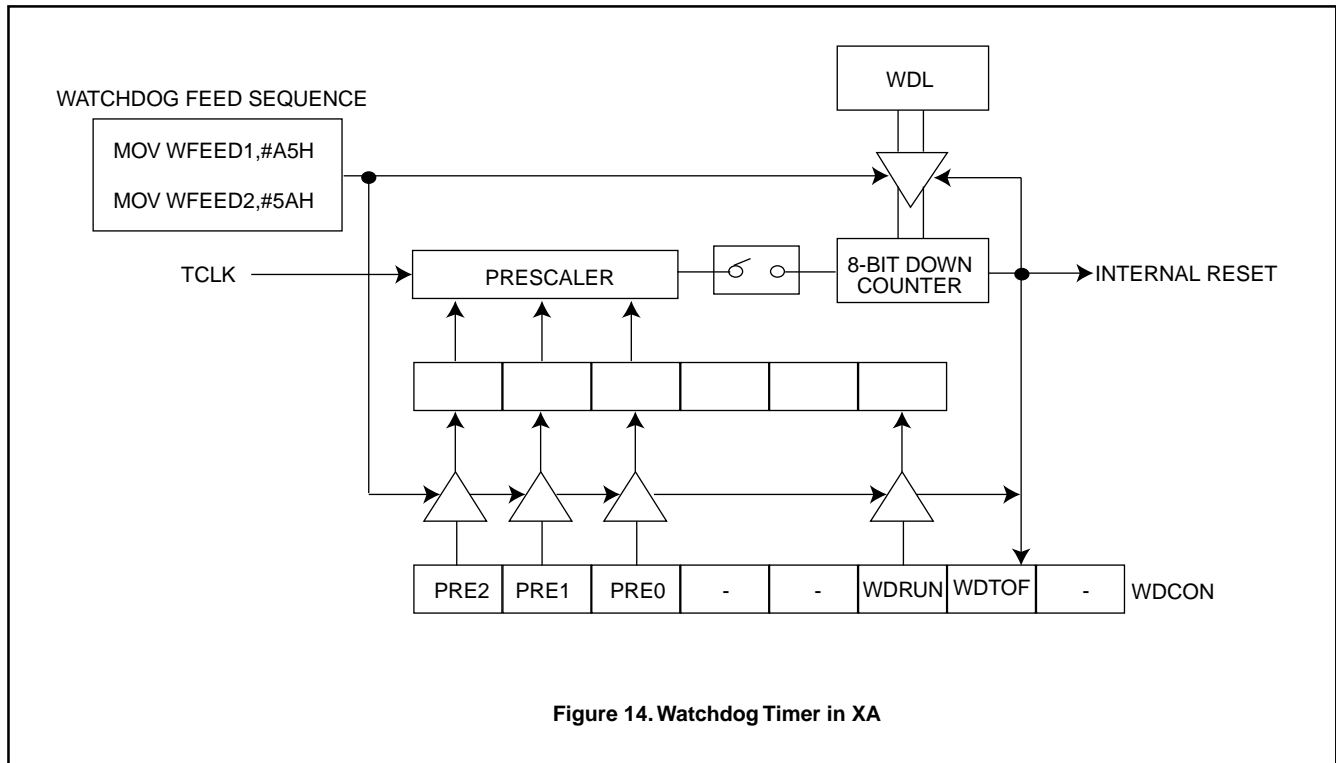 WDL
WATCHDOG FEED SEQUENCE
MOV WFEED1,#A5H
MOV WFEED2,#5AH
TCLK
PRESCALER
8-BIT DOWN
COUNTER
INTERNAL RESET
PRE2 PRE1 PRE0 - - WDRUN WDTOF - WDCON
Figure 14. Watchdog Timer in XA